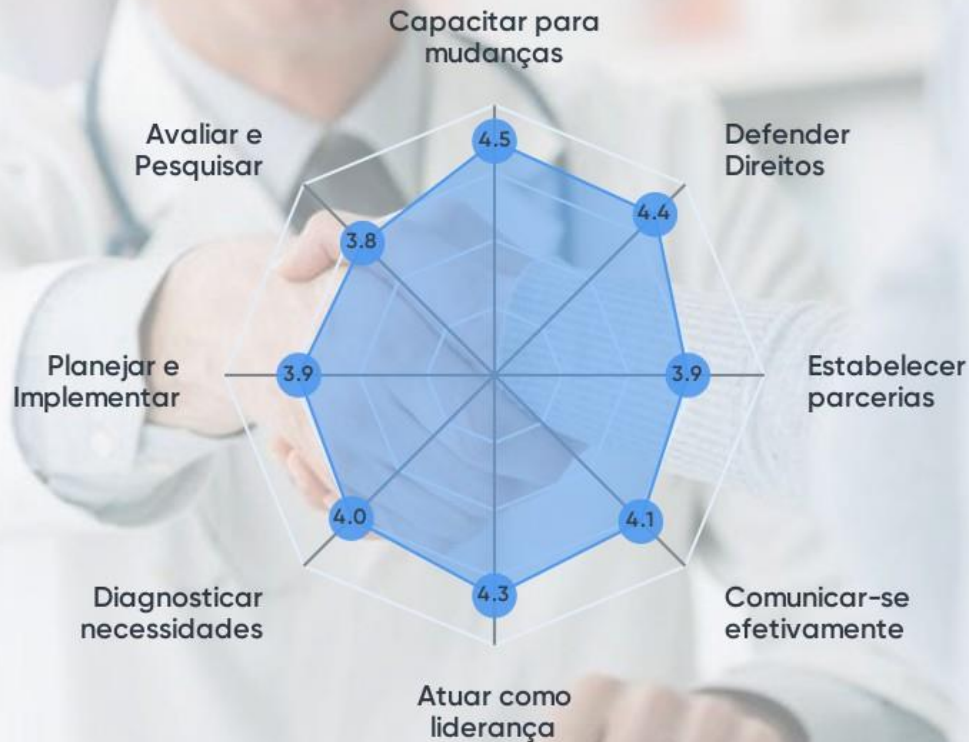 Capacitar para
mudanças
Avaliar e
Pesquisar
Defender
Direitos
4.5
4.4
3.8
Planejar e
Implementar
3.9
3.9
Estabelecer
parcerias
4.0
4.1
4.3
Diagnosticar
necessidades
Comunicar-se
efetivamente
Atuar como
liderança